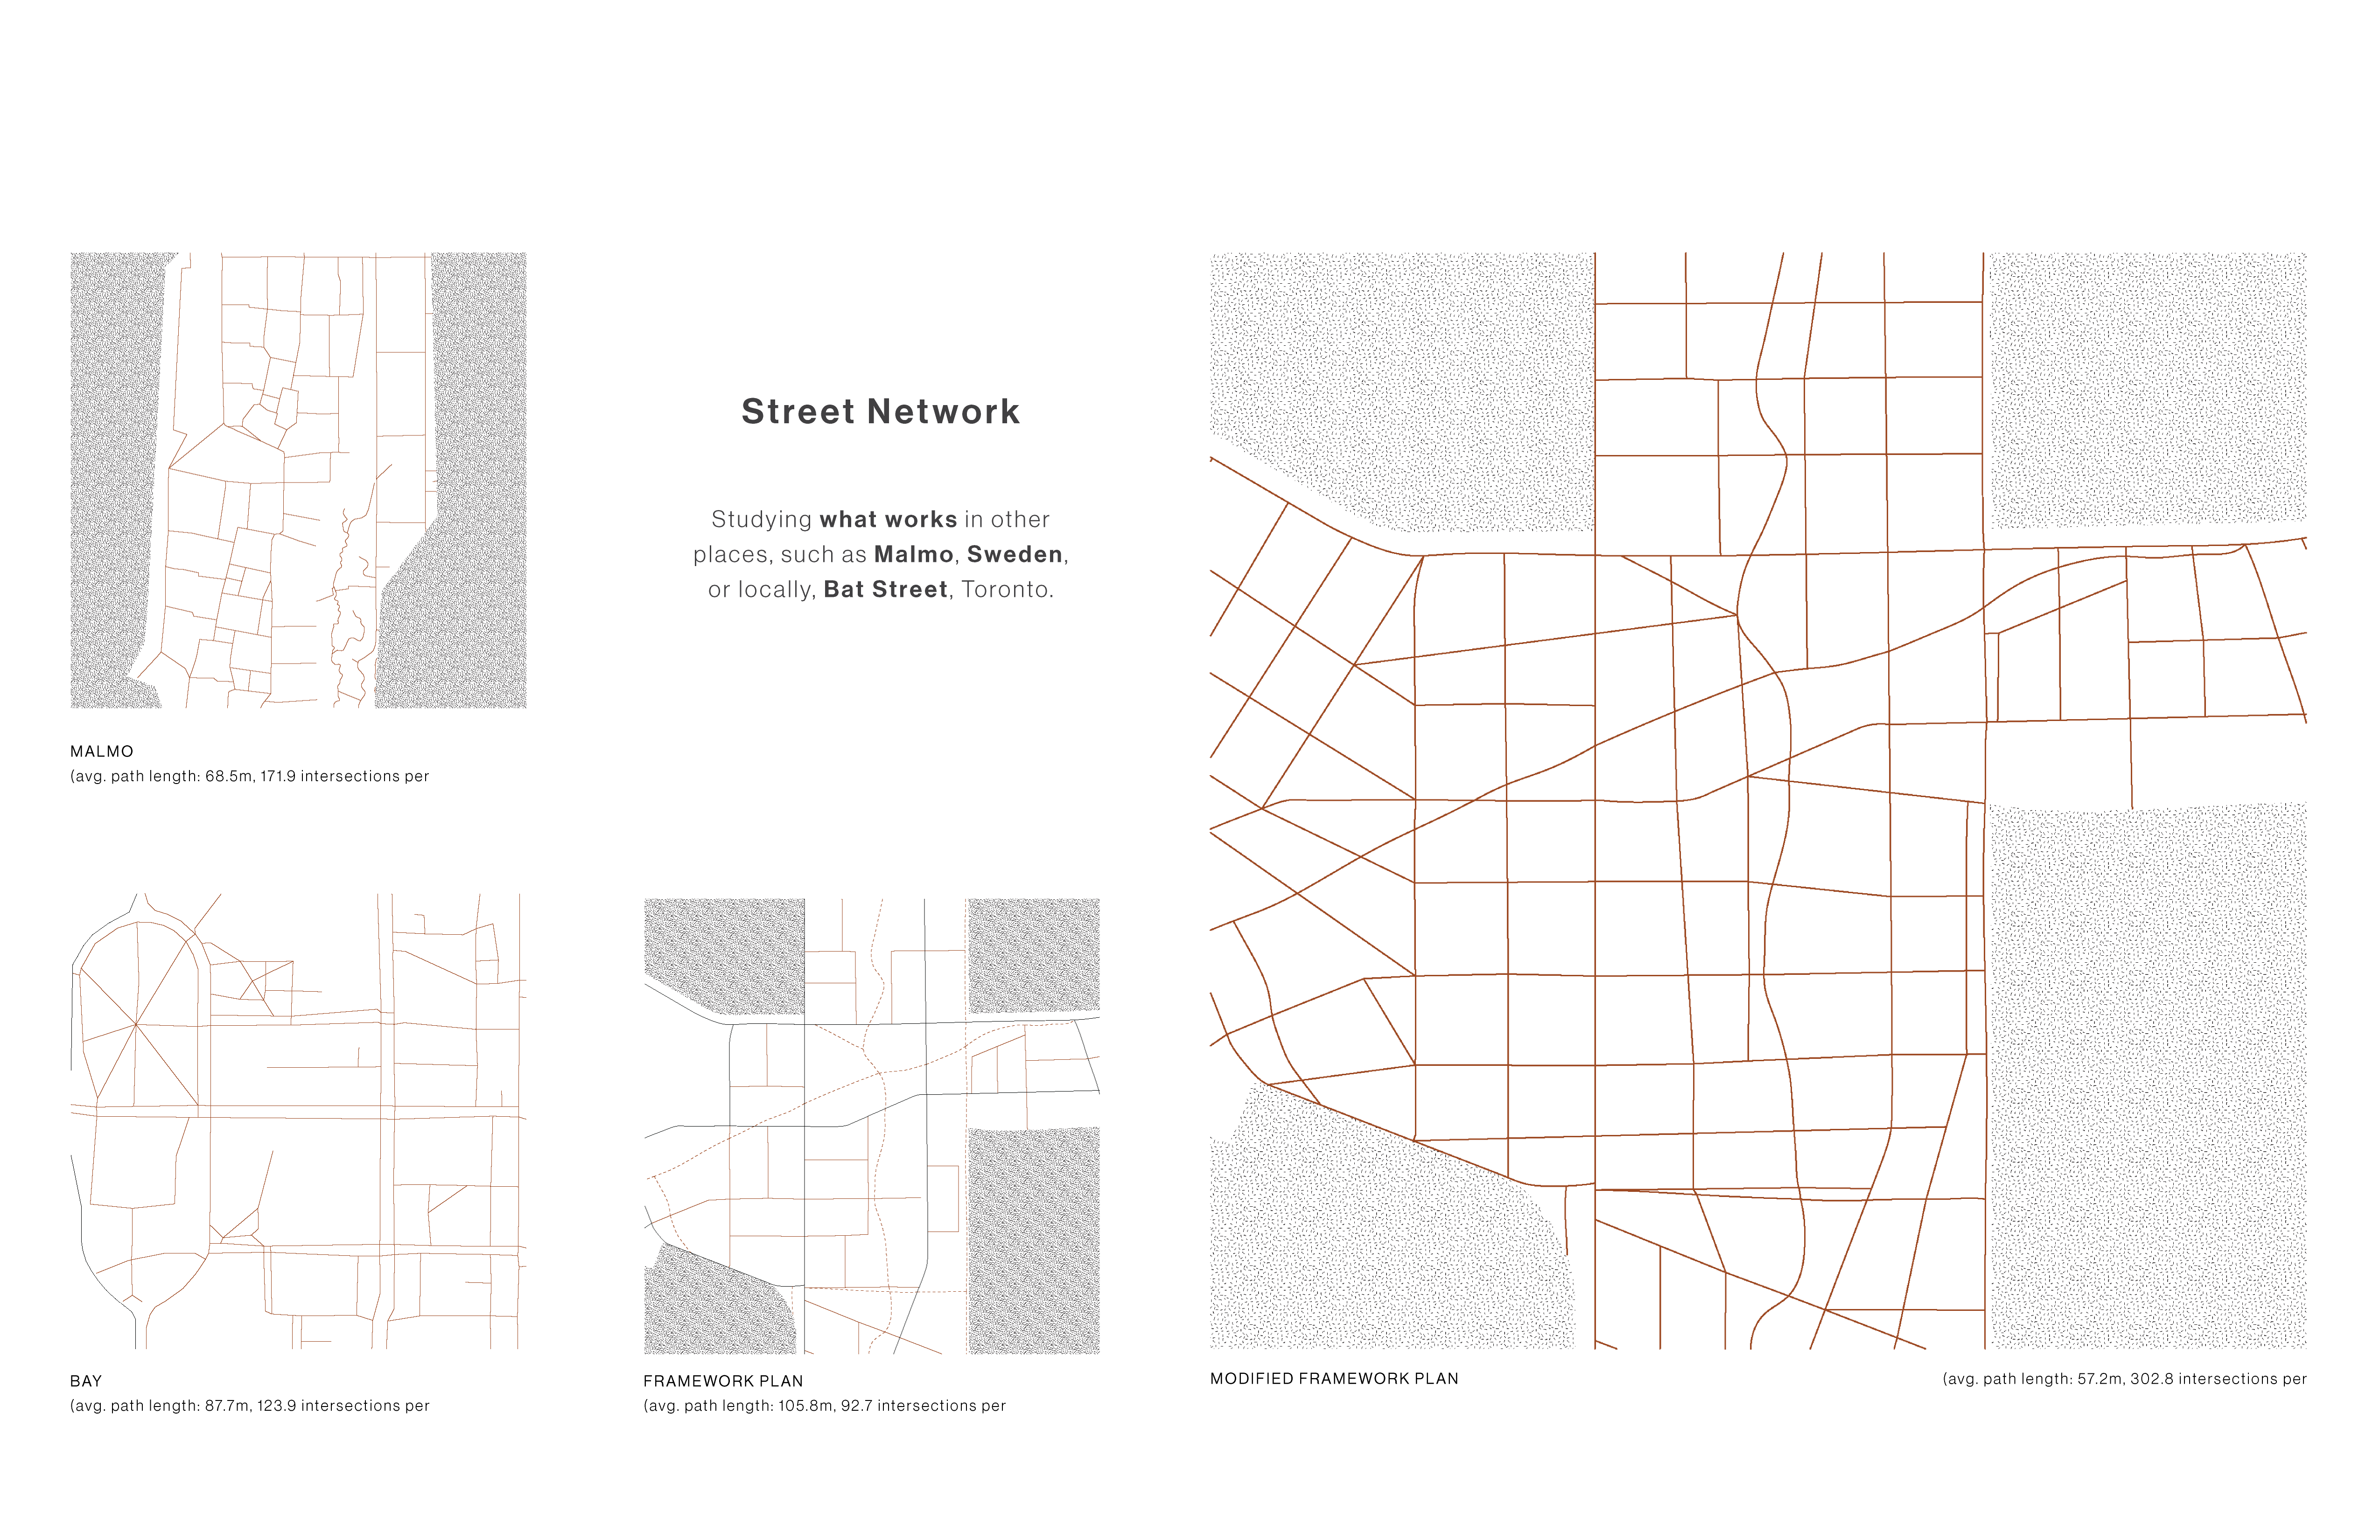 Street Network
Studying what works in other
places, such as Malmo, Sweden,
or locally, Bat Street, Toronto.
MALMO
(avg. path length: 68.5m, 171.9 intersections per
BAY
(avg. path length: 87.7m, 123.9 intersections per
FRAMEWORK PLAN
(avg. path length: 105.8m, 92.7 intersections per
MODIFIED FRAMEWORK PLAN
(avg. path length: 57.2m, 302.8 intersections per